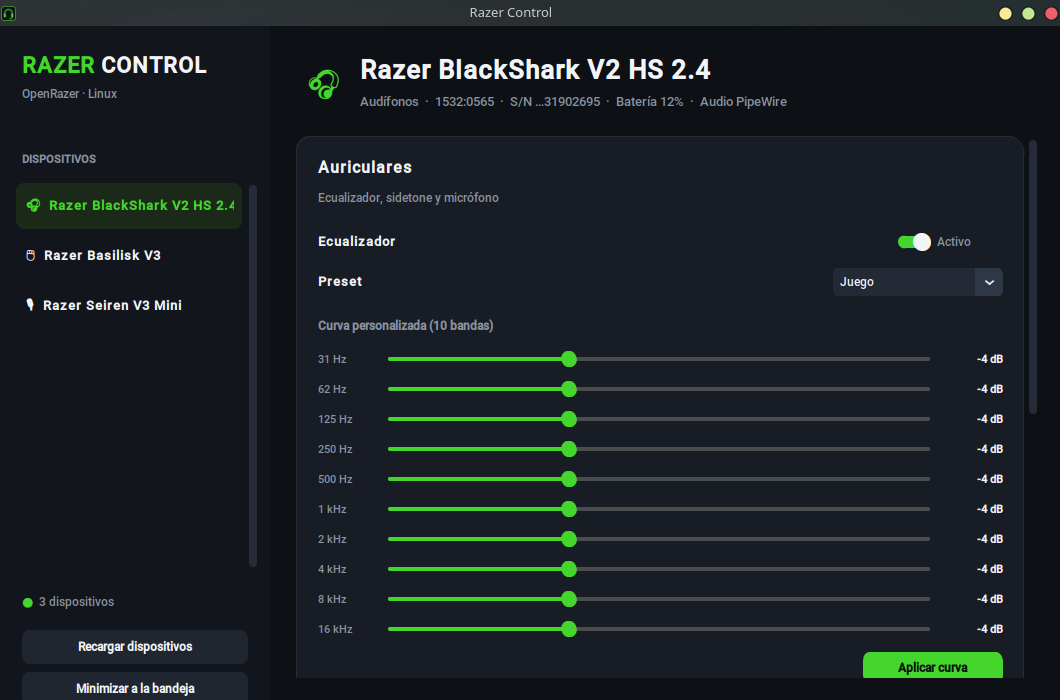 Razer Control
RAZER CONTROL
OpenRazer · Linux
DISPOSITIVOS
Razer BlackShark V2 HS 2.4
Razer Basilisk V3
Razer Seiren V3 Mini
3 dispositivos
Recargar dispositivos
Minimizar a la bandeja
Razer BlackShark V2 HS 2.4
Audífonos · 1532:0565 · S/N ...31902695 · Batería 12% · Audio PipeWire
Auriculares
Ecualizador, sidetone y micrófono
Ecualizador Activo
Preset Juego
Curva personalizada (10 bandas)
31 Hz -4 dB
62 Hz -4 dB
125 Hz -4 dB
250 Hz -4 dB
500 Hz -4 dB
1 kHz -4 dB
2 kHz -4 dB
4 kHz -4 dB
8 kHz -4 dB
16 kHz -4 dB
Aplicar curva